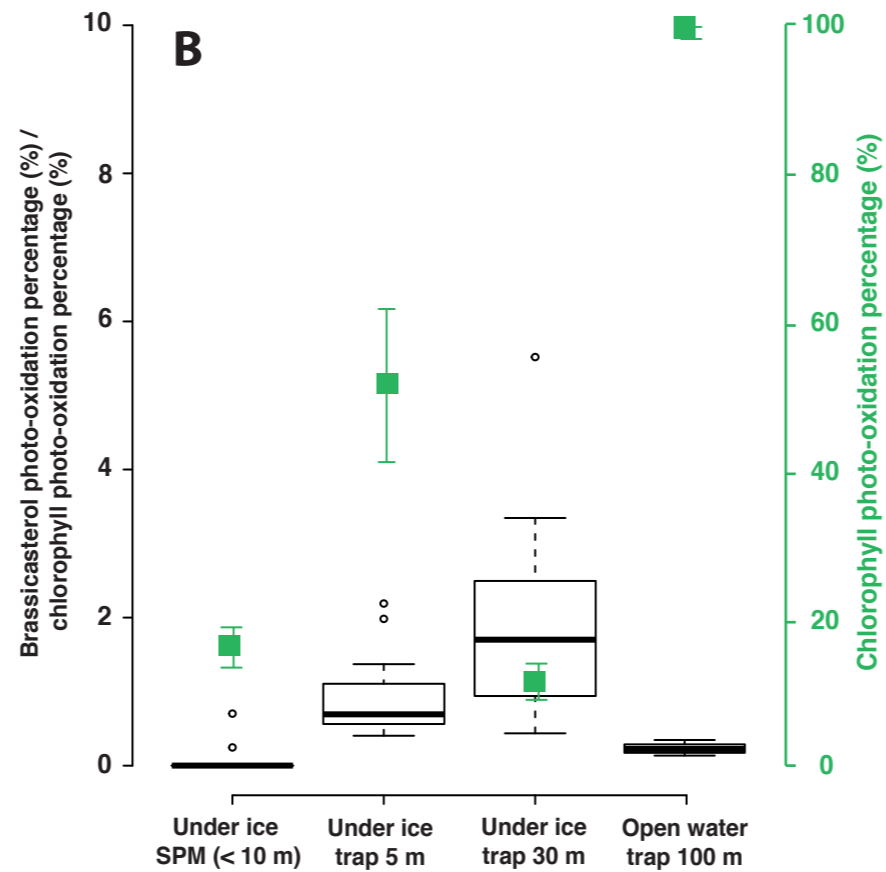 B
Brassicasterol photo-oxidation percentage (%) /
chlorophyll photo-oxidation percentage (%)
10
8
6
4
2
0
100
80
60
40
20
0
Chlorophyll photo-oxidation percentage (%)
Under ice
SPM (< 10 m)
Under ice
trap 5 m
Under ice
trap 30 m
Open water
trap 100 m